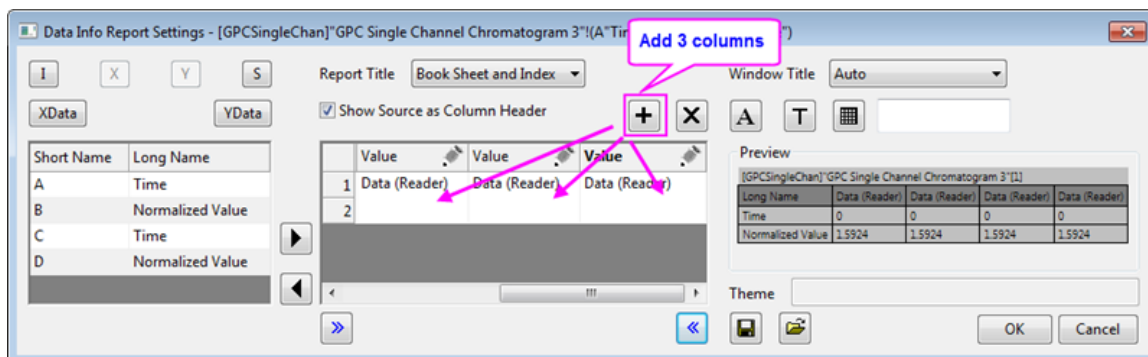 Data Info Report Settings - [GPCSingleChan]"GPC Single Channel Chromatogram 3"!(A"Tim
")
Add 3 columns
I
X
Y
S
Report Title
Book Sheet and Index
Window Title
Auto
XData
YData
Show Source as Column Header
A
T
Short Name
Long Name
A
Time
B
Normalized Value
C
Time
D
Normalized Value
Value
Value
Value
1
Data (Reader)
Data (Reader)
Data (Reader)
2
Preview
[GPCSingleChan]"GPC Single Channel Chromatogram 3"[1]
Long Name
Data (Reader)
Data (Reader)
Data (Reader)
Data (Reader)
Time
0
0
0
0
Normalized Value
1.5924
1.5924
1.5924
1.5924
Theme
OK
Cancel